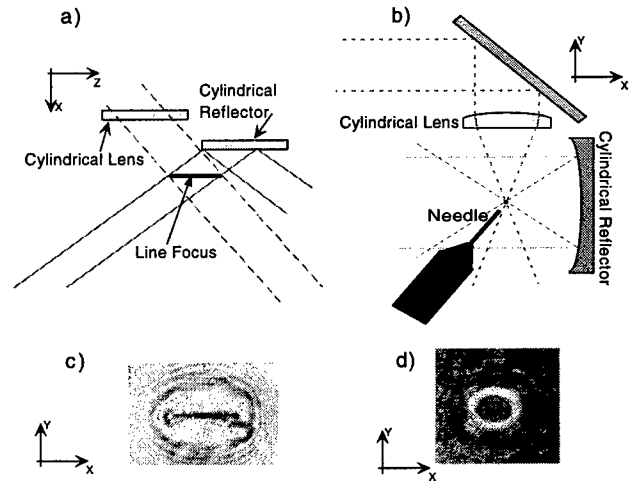 a)
Z
X
Cylindrical
Reflector
Cylindrical Lens
Line Focus
b)
Y
X
Cylindrical Lens
Cylindrical Reflector
Needle
c)
Y
X
d)
Y
X